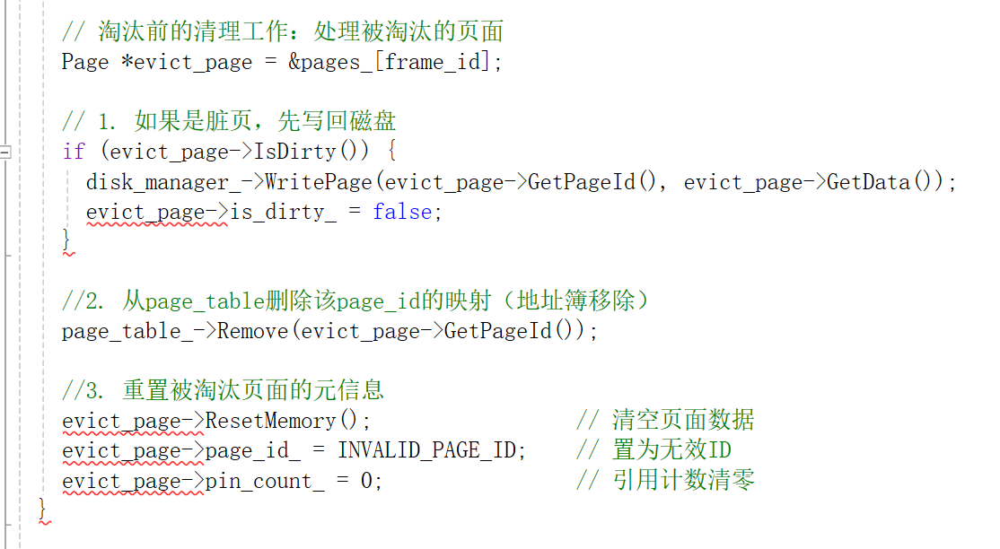 // 淘汰前的清理工作：处理被淘汰的页面
Page *evict_page = &pages_[frame_id];
// 1. 如果是脏页，先写回磁盘
if (evict_page->IsDirty()) {
disk_manager_->WritePage(evict_page->GetPageId(), evict_page->GetData());
evict_page->is_dirty_ = false;
}
//2. 从page_table删除该page_id的映射（地址簿移除）
page_table_->Remove(evict_page->GetPageId());
//3. 重置被淘汰页面的元信息
evict_page->ResetMemory(); // 清空页面数据
evict_page->page_id_ = INVALID_PAGE_ID; // 置为无效ID
evict_page->pin_count_ = 0; // 引用计数清零
}